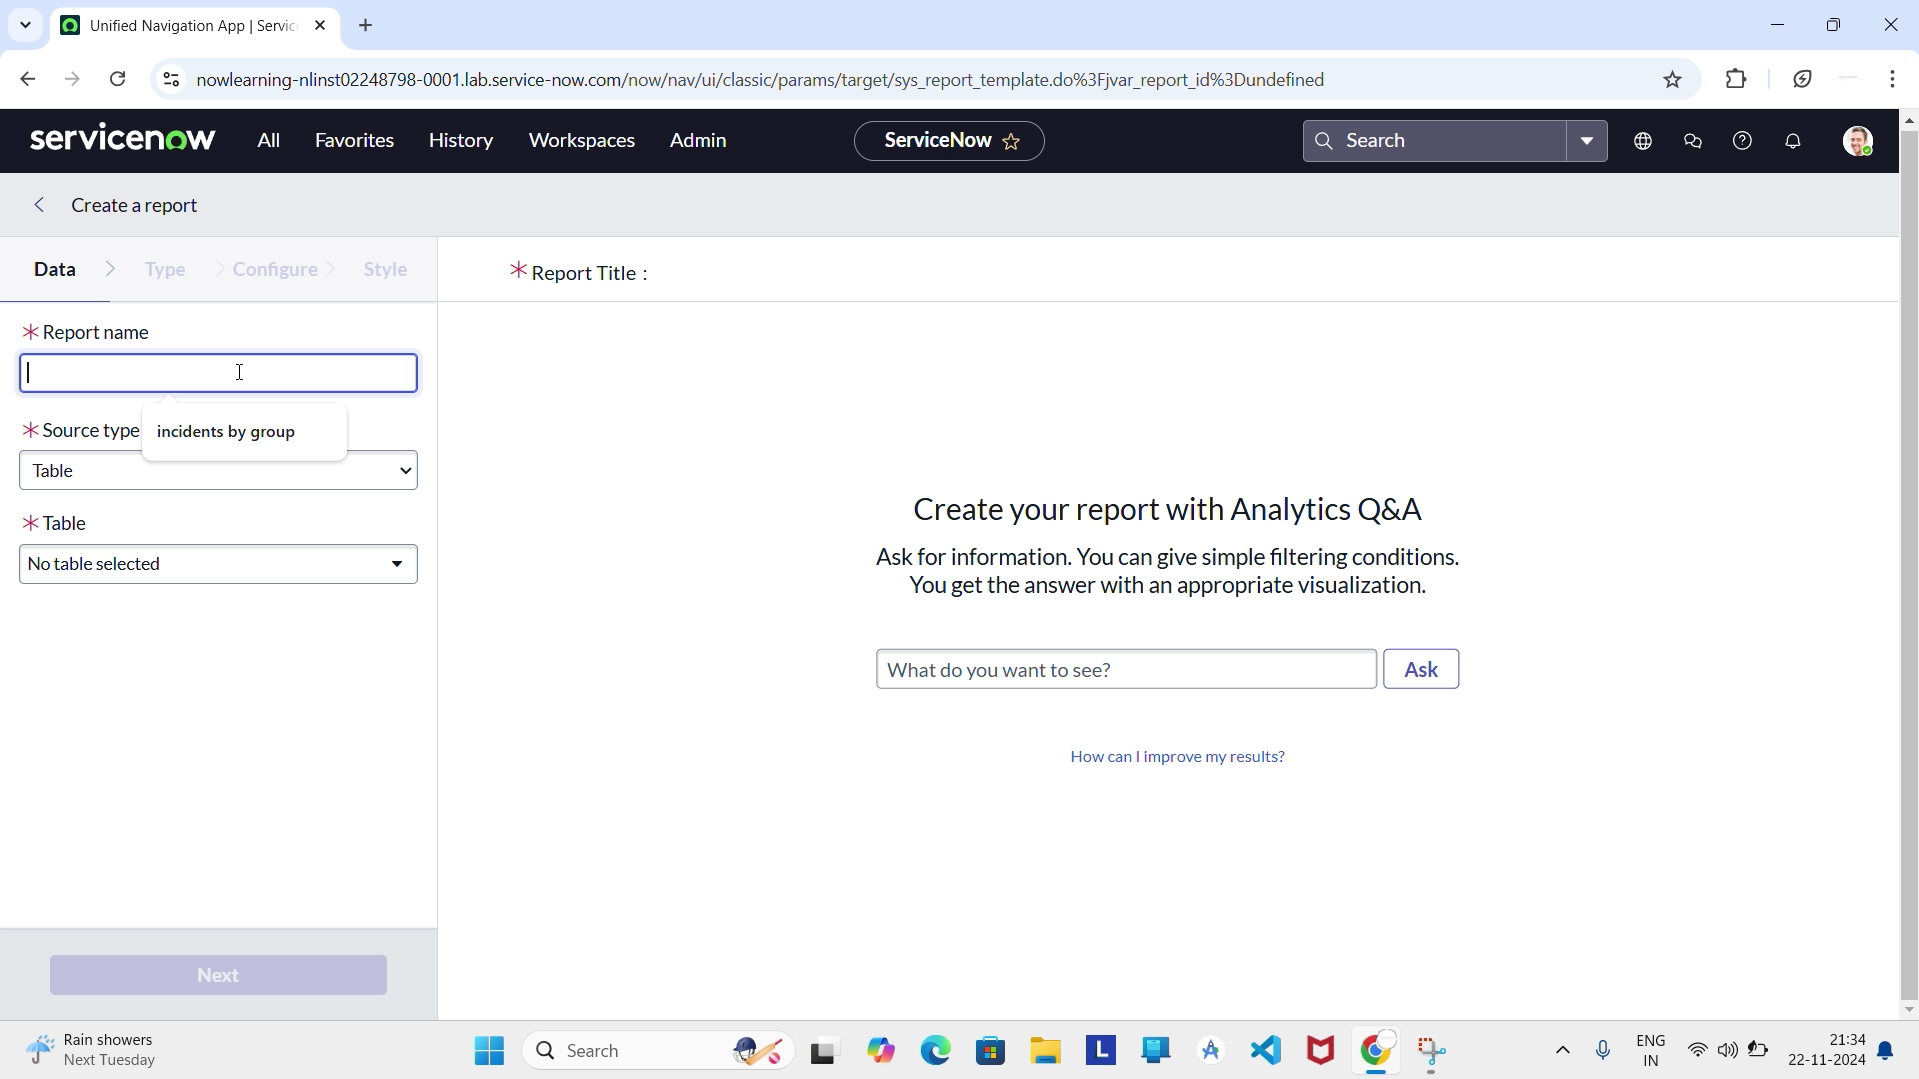 Unified Navigation App | Servic
nowlearning-nlinst02248798-0001.lab.service-now.com/now/nav/ui/classic/params/target/sys_report_template.do%3Fjvar_report_id%3Dundefined
servicenow All Favorites History Workspaces Admin ServiceNow Search
Create a report
Data Type Configure Style
* Report Title :
* Report name
incidents by group
* Source type
Table
* Table
No table selected
Create your report with Analytics Q&A
Ask for information. You can give simple filtering conditions.
You get the answer with an appropriate visualization.
What do you want to see? Ask
How can I improve my results?
Next
Rain showers
Next Tuesday
Search
L
ENG
IN
21:34
22-11-2024